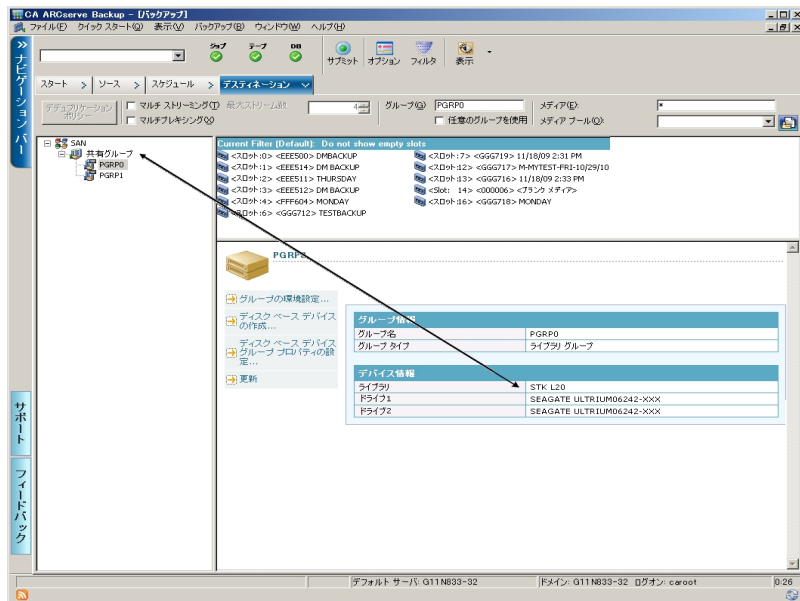 CA ARCserve Backup - [バックアップ]
ファイル(F) クイック スタート(Q) 表示(V) バックアップ(B) ウィンドウ(W) ヘルプ(H)
ジョブ テープ DB
サブミット オプション フィルタ 表示
スタート > ソース > スケジュール > デスティネーション
デデュプリケーション ポリシー
マルチ ストリーミング(T) 最大ストリーム数 4 グループ(G) PGRP0 メディア(E): *
マルチプレキシング(X) 任意のグループを使用 メディア プール(O):
» ナビゲーション バー
SAN
共有グループ
PGRP0
PGRP1
Current Filter (Default): Do not show empty slots
<スロット:0> <EEE500> DMBACKUP
<スロット:1> <EEE514> DM BACKUP
<スロット:2> <EEE511> THURSDAY
<スロット:3> <EEE512> DM BACKUP
<スロット:4> <FFF604> MONDAY
<スロット:6> <GGG712> TESTBACKUP
<スロット:7> <GGG719> 11/18/09 2:31 PM
<スロット:12> <GGG717> M-MYTEST-FRI-10/29/10
<スロット:13> <GGG716> 11/18/09 2:33 PM
<Slot: 14> <000006> <ブランク メディア>
<スロット:16> <GGG718> MONDAY
PGRP0
グループの環境設定...
ディスク ベース デバイス
の作成...
ディスク ベース デバイス
グループ プロパティの設
定...
更新
グループ情報
グループ名 PGRP0
グループ タイプ ライブラリ グループ
デバイス情報
ライブラリ STK L20
ドライブ1 SEAGATE ULTRIUM06242-XXX
ドライブ2 SEAGATE ULTRIUM06242-XXX
サポート
フィードバック
デフォルト サーバ: G11N833-32 ドメイン: G11N833-32 ログオン: caroot 0:26